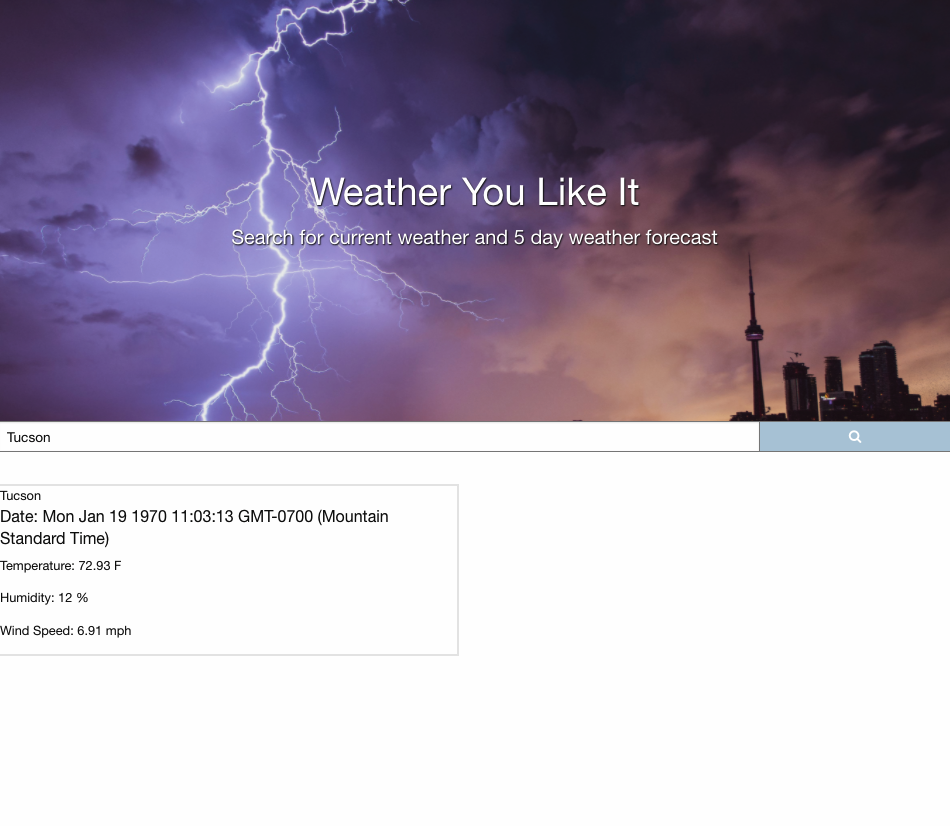 Weather You Like It
Search for current weather and 5 day weather forecast
Tucson
Tucson
Date: Mon Jan 19 1970 11:03:13 GMT-0700 (Mountain
Standard Time)
Temperature: 72.93 F
Humidity: 12 %
Wind Speed: 6.91 mph